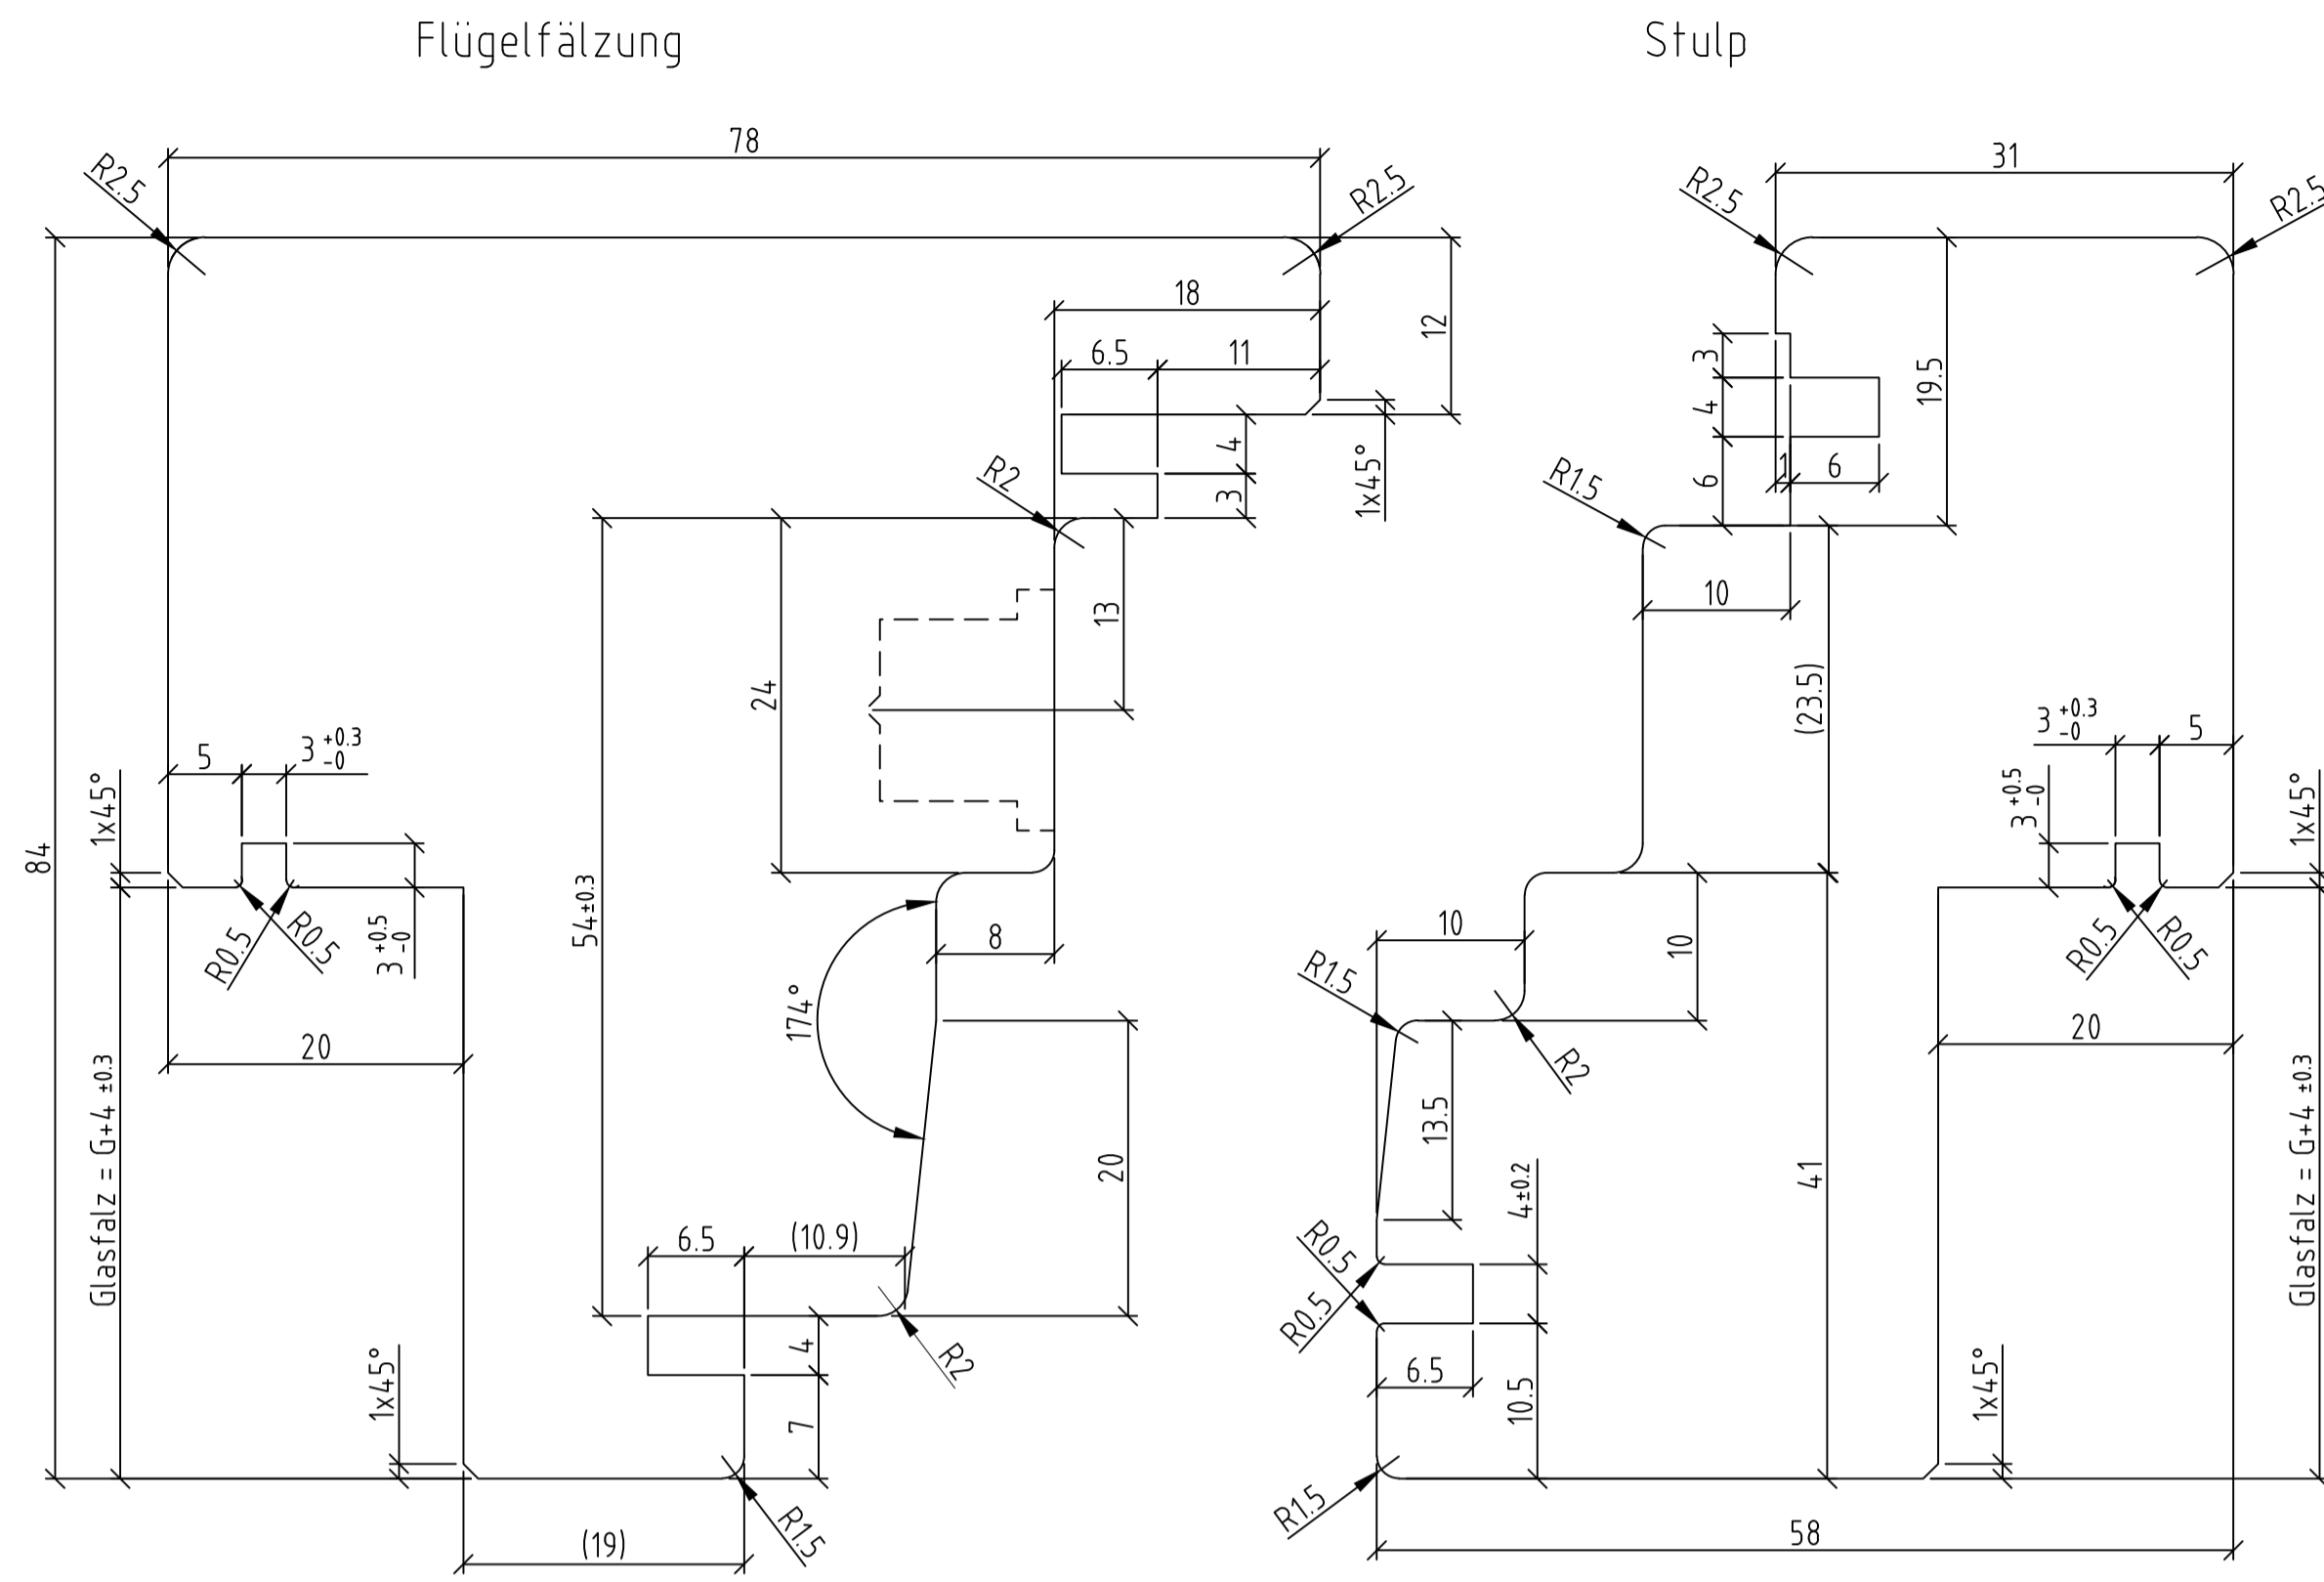 Flügelfälzung
Stulp
78
31
R2.5
R2.5
R2.5
R2.5
18
12
6.5
11
3
4
6
1
6
19.5
4
3
1x45°
R2
R1.5
10
13
24
(23.5)
5
3 +0.3 -0
3 +0.3 -0
5
1x45°
3 +0.5 -0
1x45°
84
R0.5
R0.5
3 +0.5 -0
54±0.3
8
10
10
R0.5
R0.5
174°
R1.5
20
20
R2
Glasfalz = G+4 ±0.3
20
13.5
41
4±0.2
Glasfalz = G+4 ±0.3
6.5
(10.9)
R0.5
R0.5
4
R2
1x45°
7
6.5
10.5
1x45°
R1.5
R1.5
(19)
58